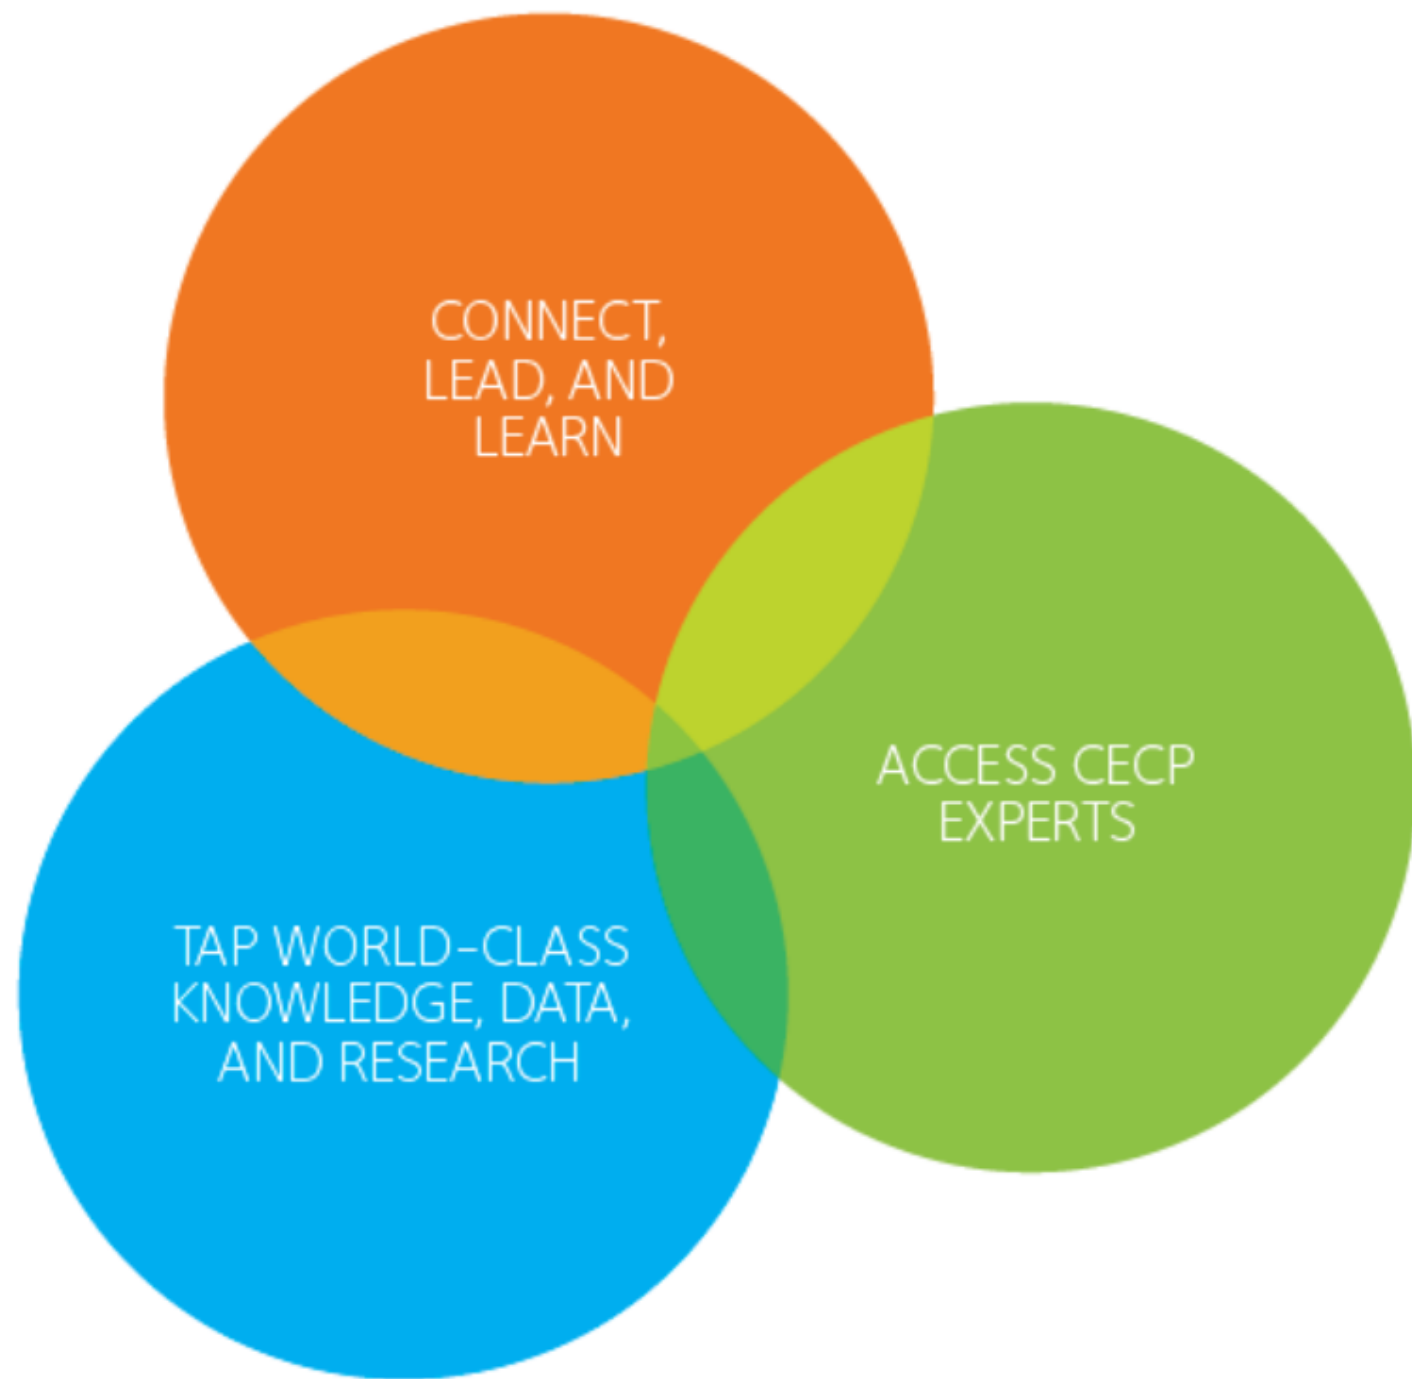 CONNECT,
LEAD, AND
LEARN
ACCESS CECP
EXPERTS
TAP WORLD-CLASS
KNOWLEDGE, DATA,
AND RESEARCH